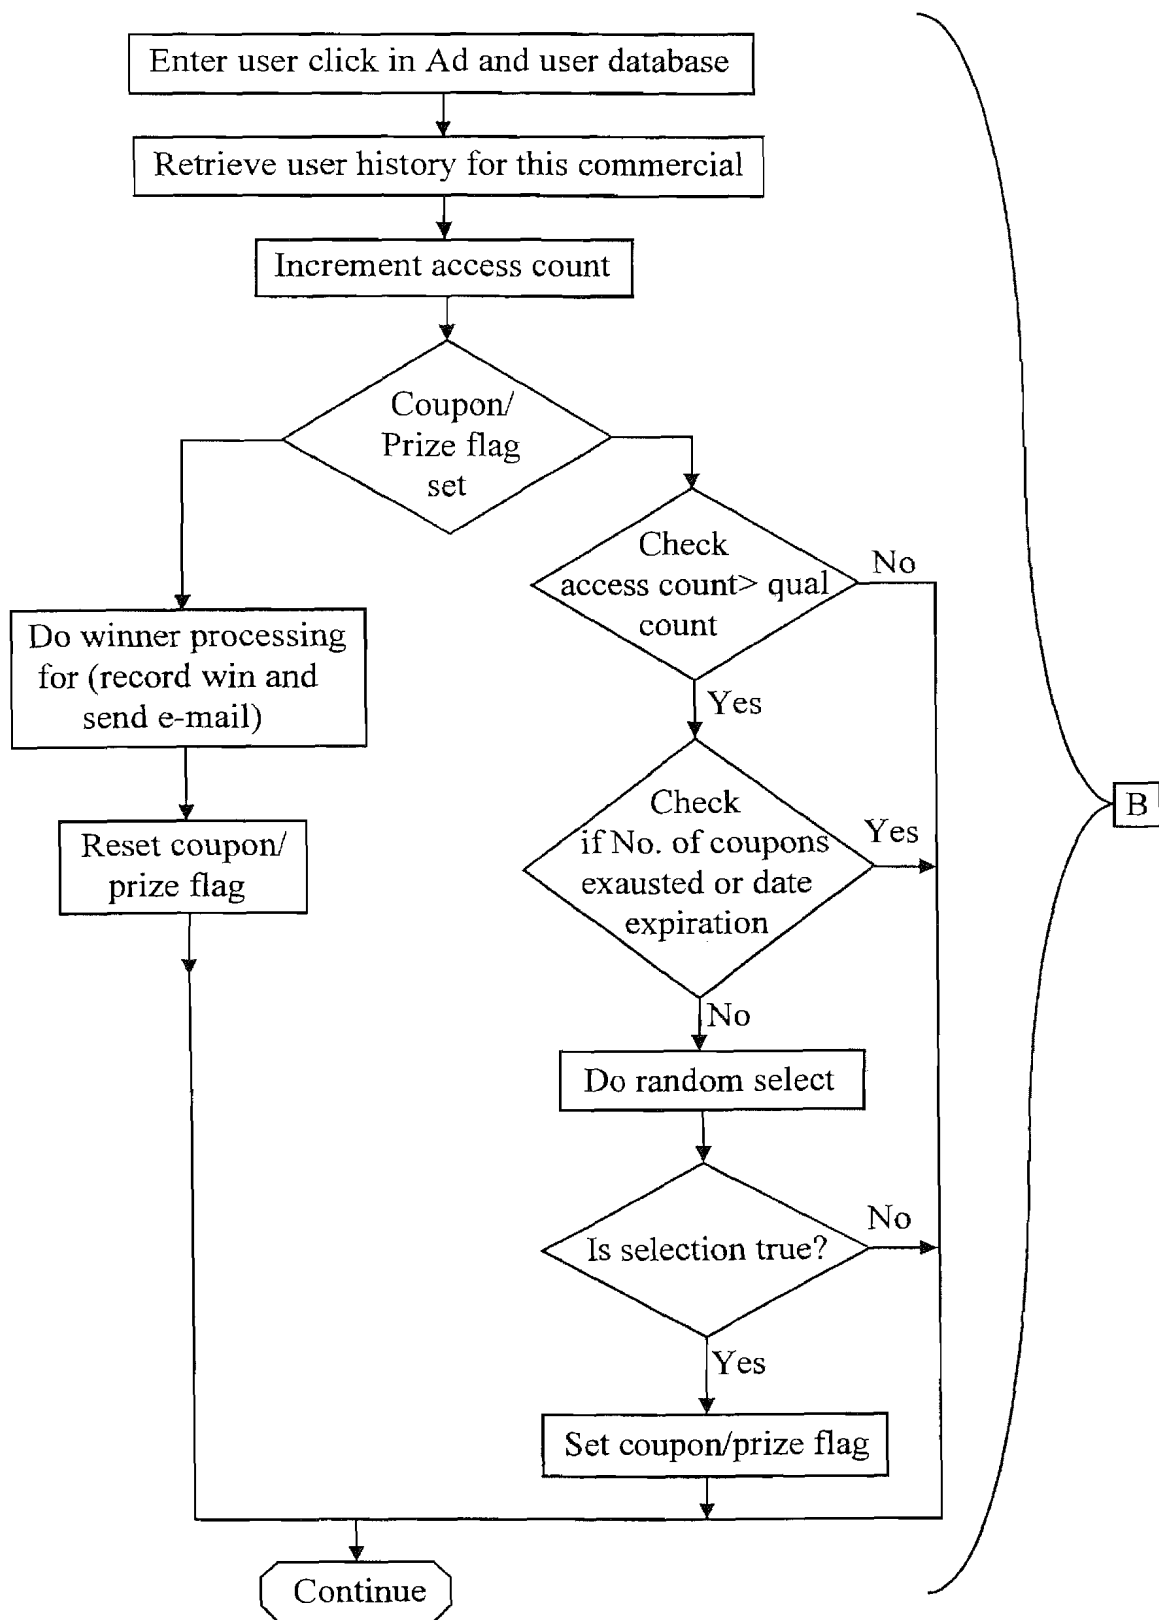 Enter user click in Ad and user database
Retrieve user history for this commercial
Increment access count
Coupon/
Prize flag
set
Check
access count> qual
count
No
Do winner processing
for (record win and
send e-mail)
Yes
Check
if No. of coupons
exausted or date
expiration
Yes
B
Reset coupon/
prize flag
No
Do random select
Is selection true?
No
Yes
Set coupon/prize flag
Continue